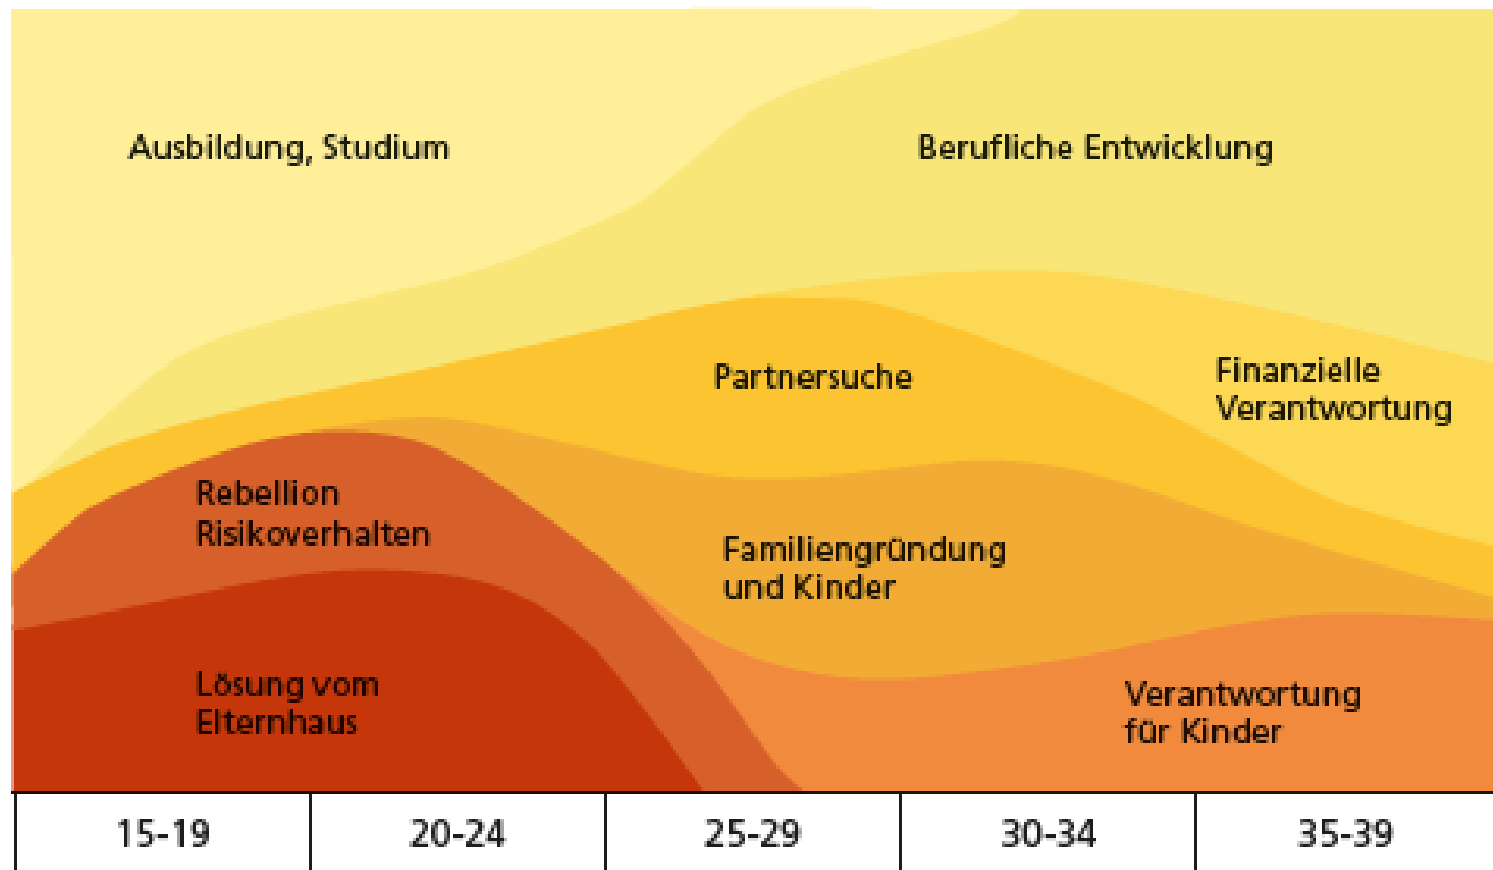 Ausbildung, Studium
Berufliche Entwicklung
Partnersuche
Finanzielle
Verantwortung
Rebellion
Risikoverhalten
Familiengründung
und Kinder
Lösung vom
Elternhaus
Verantwortung
für Kinder
15-19 20-24 25-29 30-34 35-39